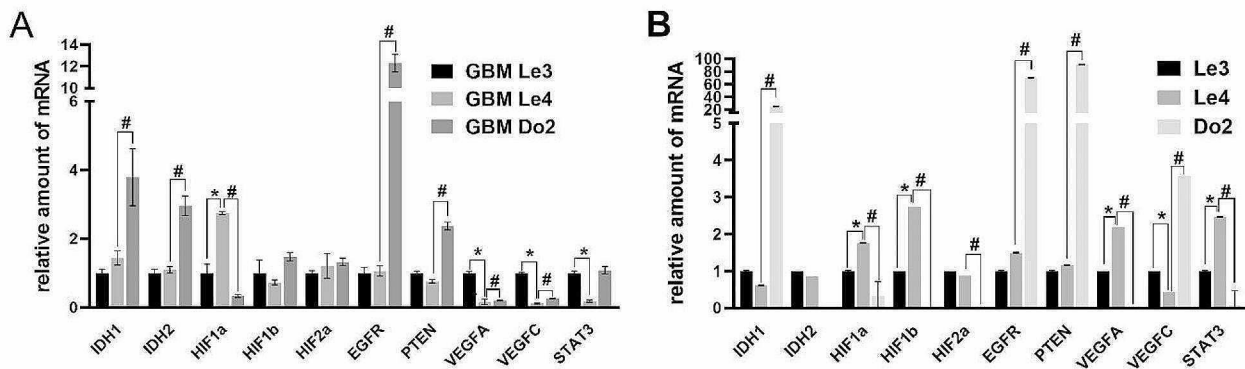 A
relative amount of mRNA
14
12
10
6
4
2
0
GBM Le3
GBM Le4
GBM Do2
#
#
*
#
#
#
*
#
*
#
*
IDH1
IDH2
HIF1a
HIF1b
HIF2a
EGFR
PTEN
VEGFA
VEGFC
STAT3
B
relative amount of mRNA
100
80
60
40
20
5
4
3
2
1
0
Le3
Le4
Do2
#
*
#
*
#
#
#
#
*
#
*
#
*
#
IDH1
IDH2
HIF1a
HIF1b
HIF2a
EGFR
PTEN
VEGFA
VEGFC
STAT3